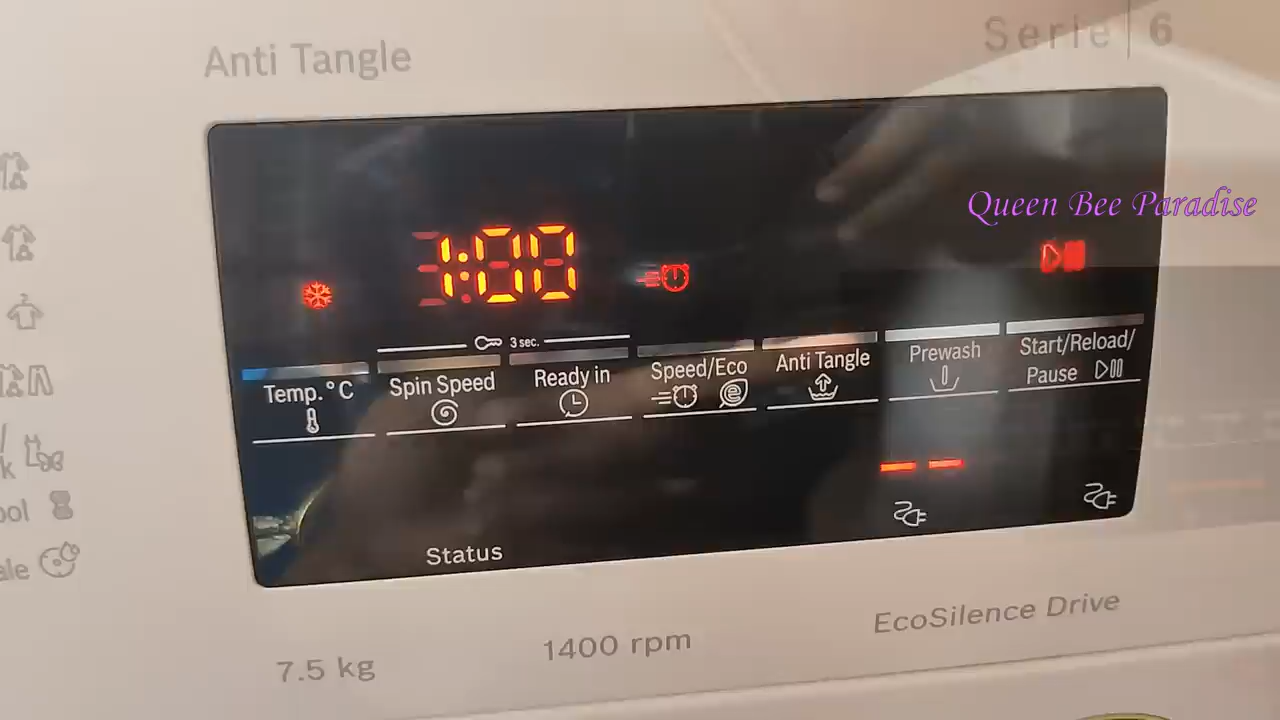 Anti Tangle
Serie 6
Queen Bee Paradise
1:00
3 sec.
Temp. °C
Spin Speed
Ready in
Speed/Eco
Anti Tangle
Prewash
Start/Reload/
Pause
Status
7.5 kg
1400 rpm
EcoSilence Drive